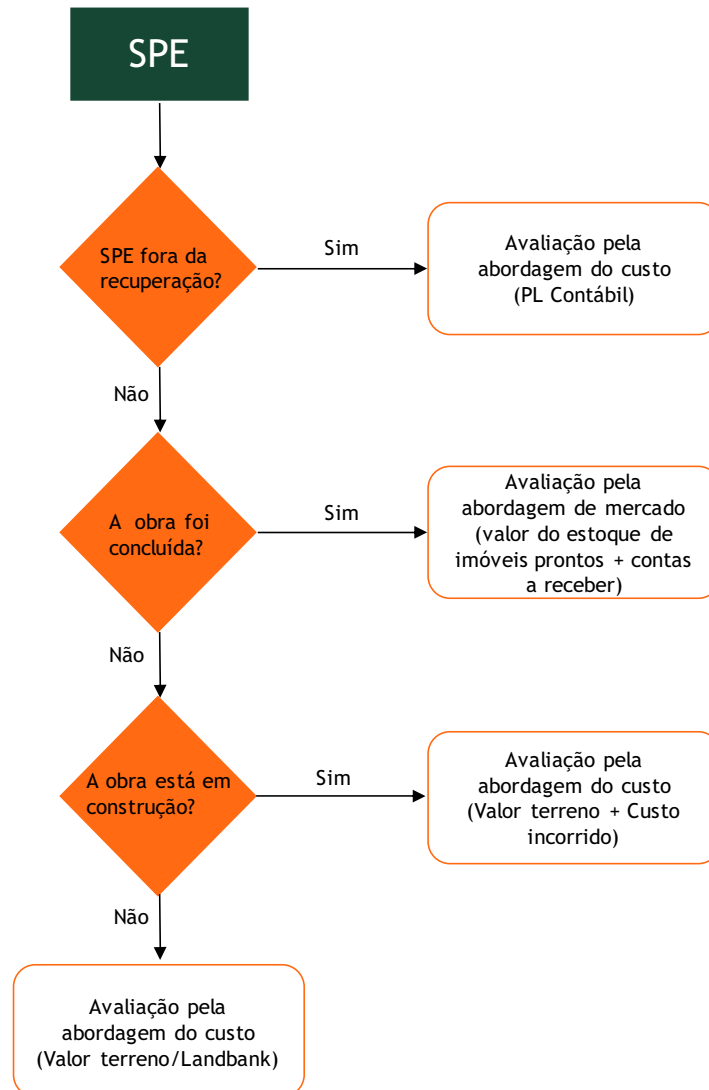 SPE
SPE fora da
recuperação?
Sim
Avaliação pela
abordagem do custo
(PL Contábil)
Não
A obra foi
concluída?
Sim
Avaliação pela
abordagem de mercado
(valor do estoque de
imóveis prontos + contas
a receber)
Não
A obra está em
construção?
Sim
Avaliação pela
abordagem do custo
(Valor terreno + Custo
incorrido)
Não
Avaliação pela
abordagem do custo
(Valor terreno/Landbank)